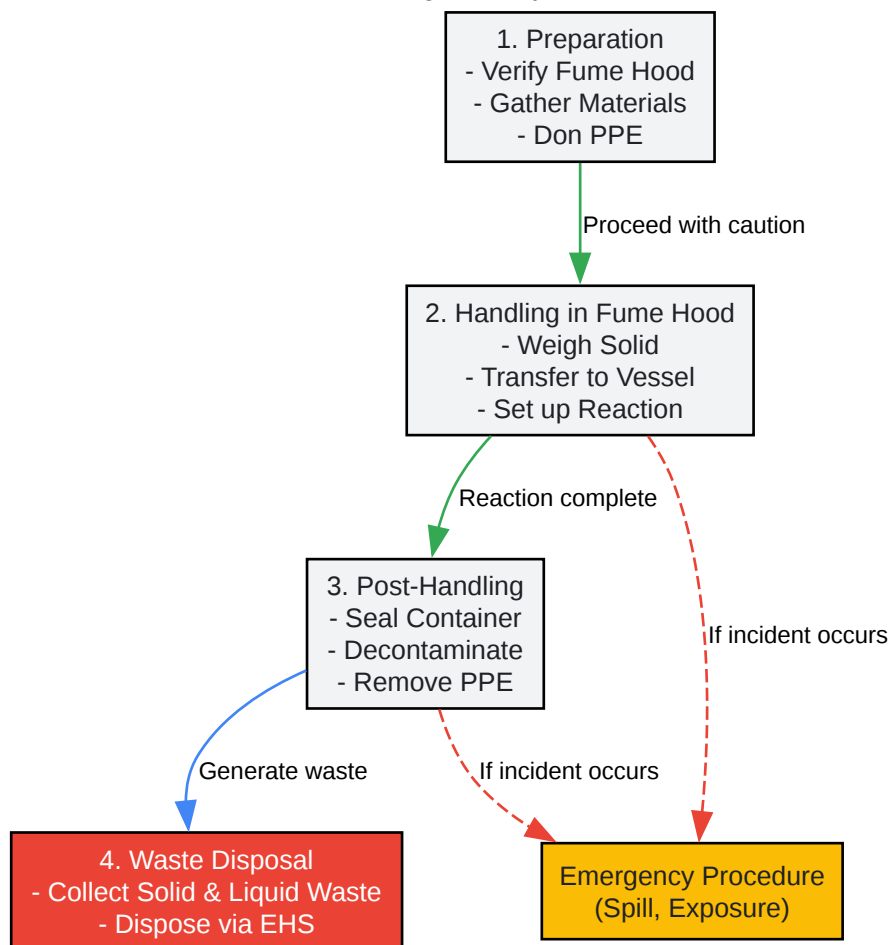 1. Preparation
- Verify Fume Hood
- Gather Materials
- Don PPE
Proceed with caution
2. Handling in Fume Hood
- Weigh Solid
- Transfer to Vessel
- Set up Reaction
Reaction complete
If incident occurs
3. Post-Handling
- Seal Container
- Decontaminate
- Remove PPE
Generate waste
If incident occurs
4. Waste Disposal
- Collect Solid & Liquid Waste
- Dispose via EHS
Emergency Procedure
(Spill, Exposure)